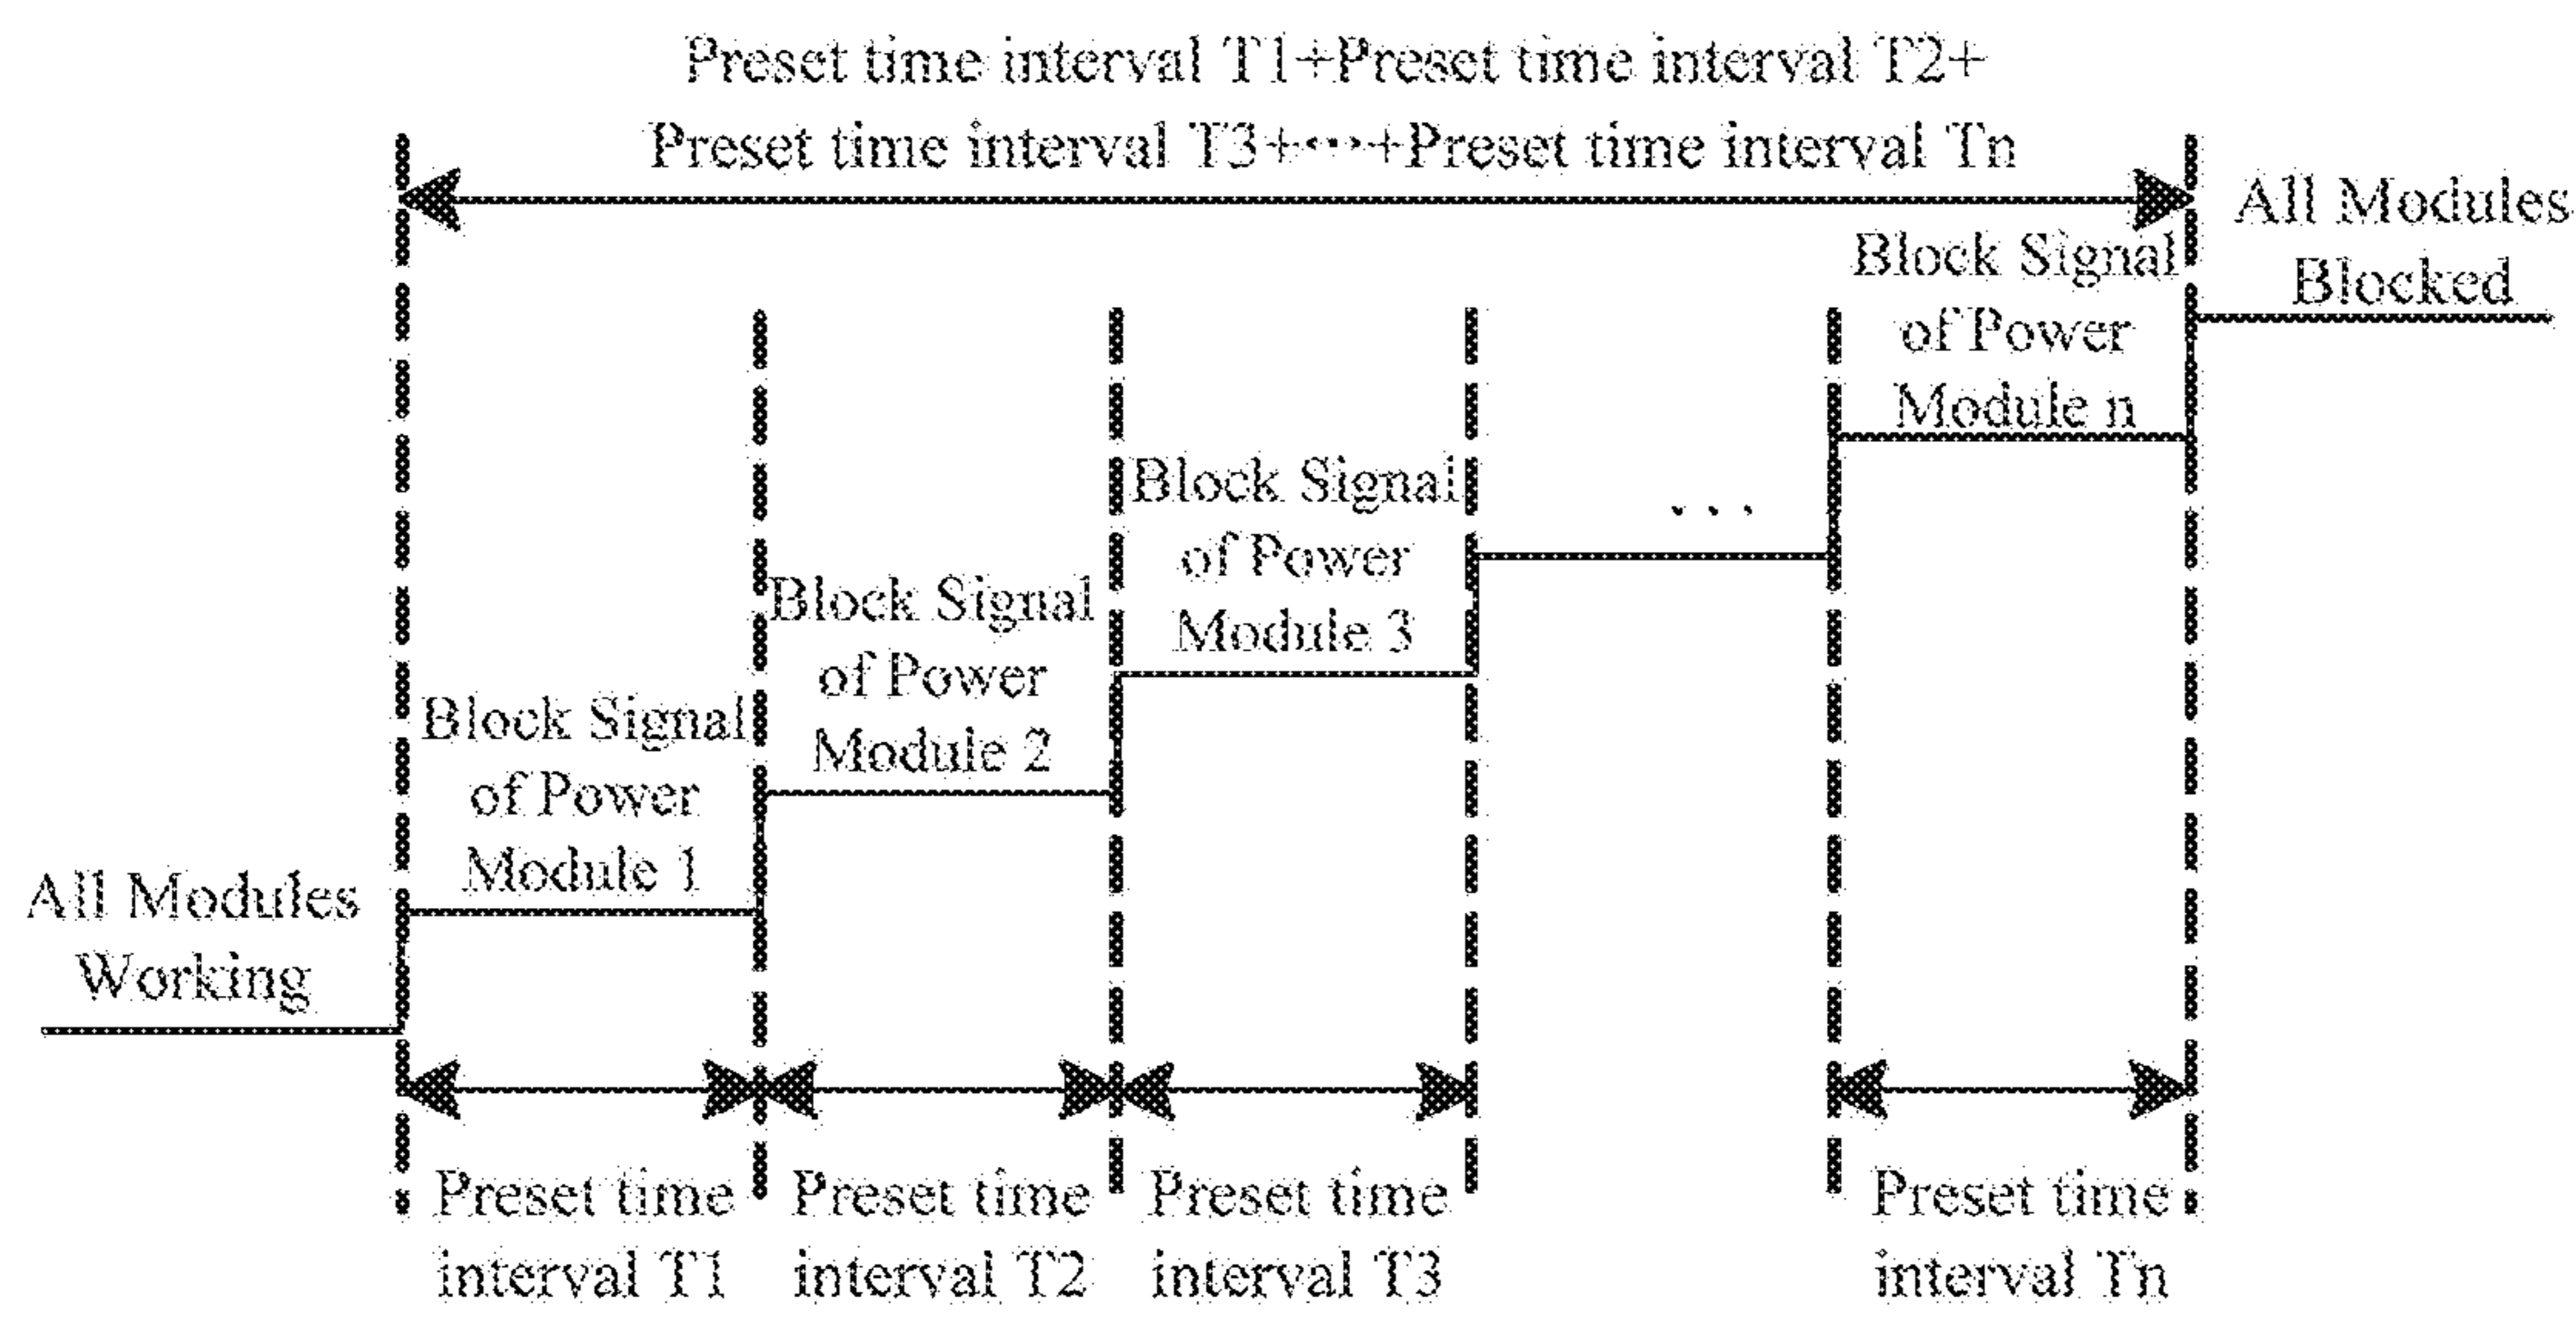 Preset time interval T1+Preset time interval T2+
Preset time interval T3+···+Preset time interval Tn
All Modules
Blocked
Block Signal
of Power
Module n
Block Signal
of Power
Module 3
...
Block Signal
of Power
Module 2
Block Signal
of Power
Module 1
All Modules
Working
Preset time
interval T1
Preset time
interval T2
Preset time
interval T3
Preset time
interval Tn